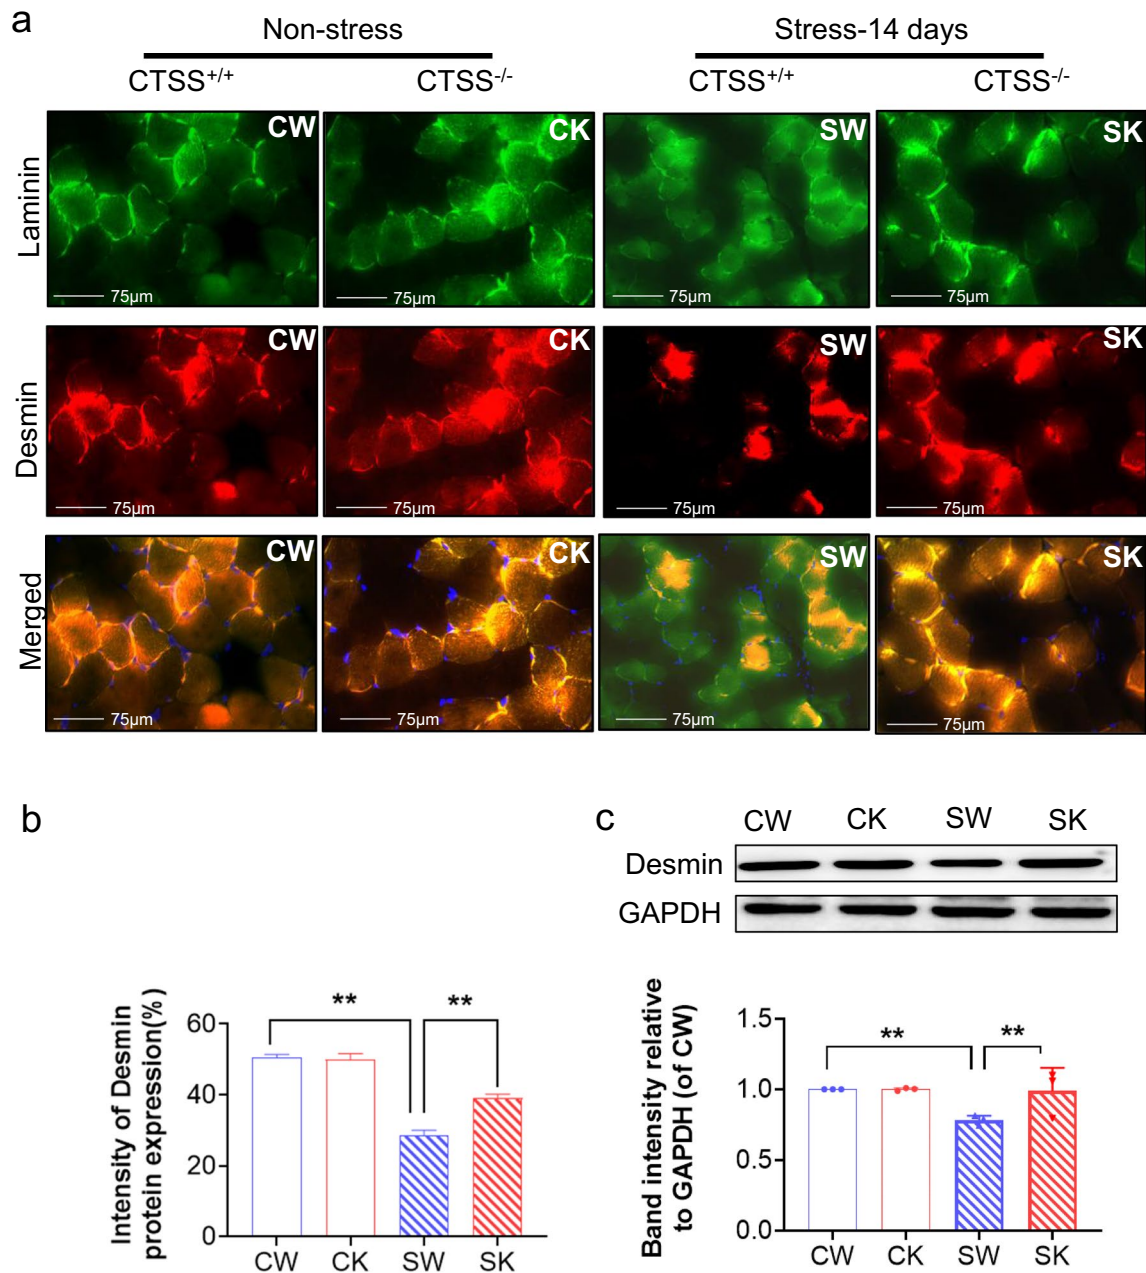 a
Non-stress
Stress-14 days
CTSS+/+
CTSS-/-
CTSS+/+
CTSS-/-
Laminin
CW
CK
SW
SK
75μm
75μm
75μm
75μm
Desmin
CW
CK
SW
SK
75μm
75μm
75μm
75μm
Merged
CW
CK
SW
SK
75μm
75μm
75μm
75μm
b
Intensity of Desmin
protein expression(%)
60
40
20
0
**
**
CW
CK
SW
SK
c
CW
CK
SW
SK
Desmin
GAPDH
Band intensity relative
to GAPDH (of CW)
1.5
1.0
0.5
0.0
**
**
CW
CK
SW
SK